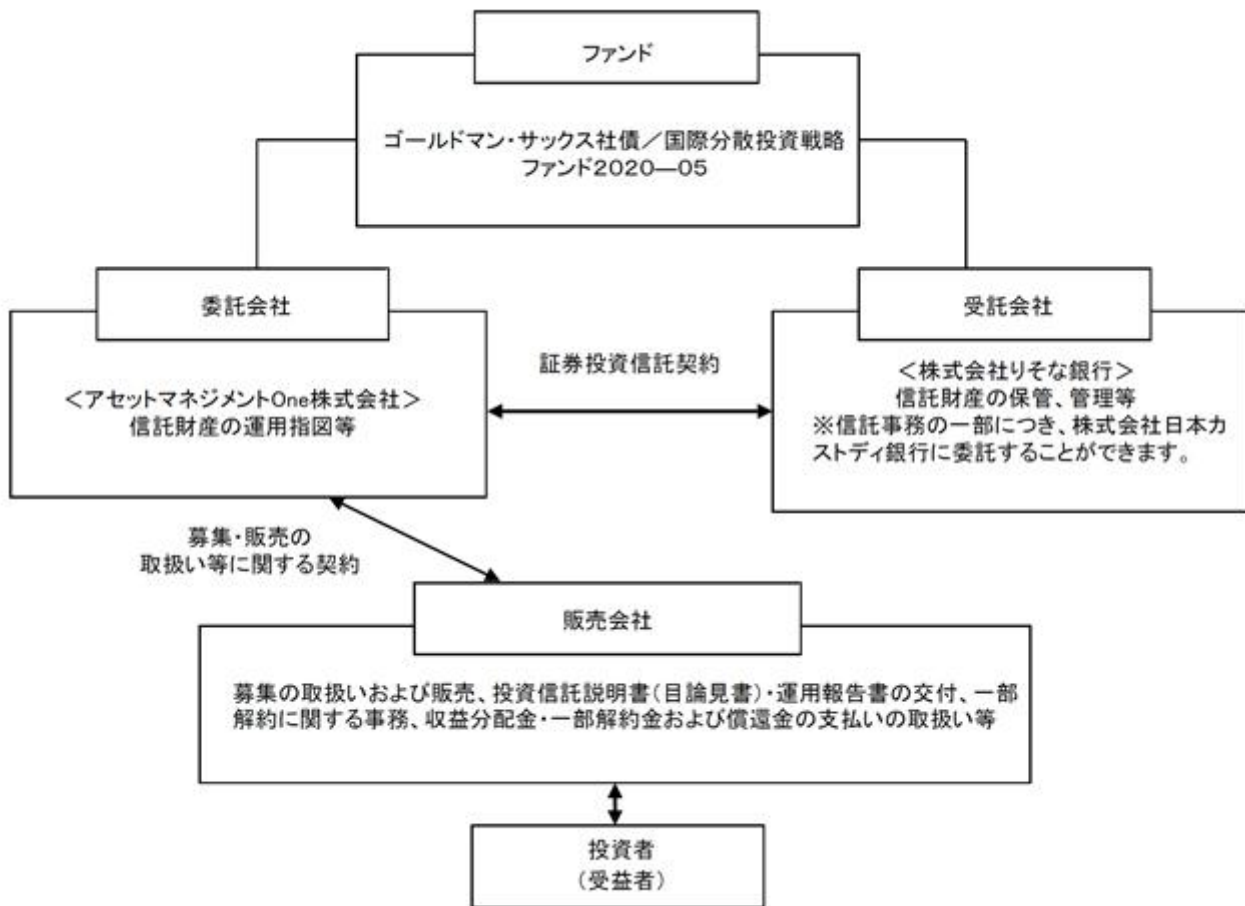 ファンド
ゴールドマン・サックス社債／国際分散投資戦略
ファンド2020―05
委託会社
＜アセットマネジメントOne株式会社＞
信託財産の運用指図等
証券投資信託契約
受託会社
＜株式会社りそな銀行＞
信託財産の保管、管理等
※信託事務の一部につき、株式会社日本カ
ストディ銀行に委託することができます。
募集・販売の
取扱い等に関する契約
販売会社
募集の取扱いおよび販売、投資信託説明書(目論見書)・運用報告書の交付、一部
解約に関する事務、収益分配金・一部解約金および償還金の支払いの取扱い等
投資者
（受益者）